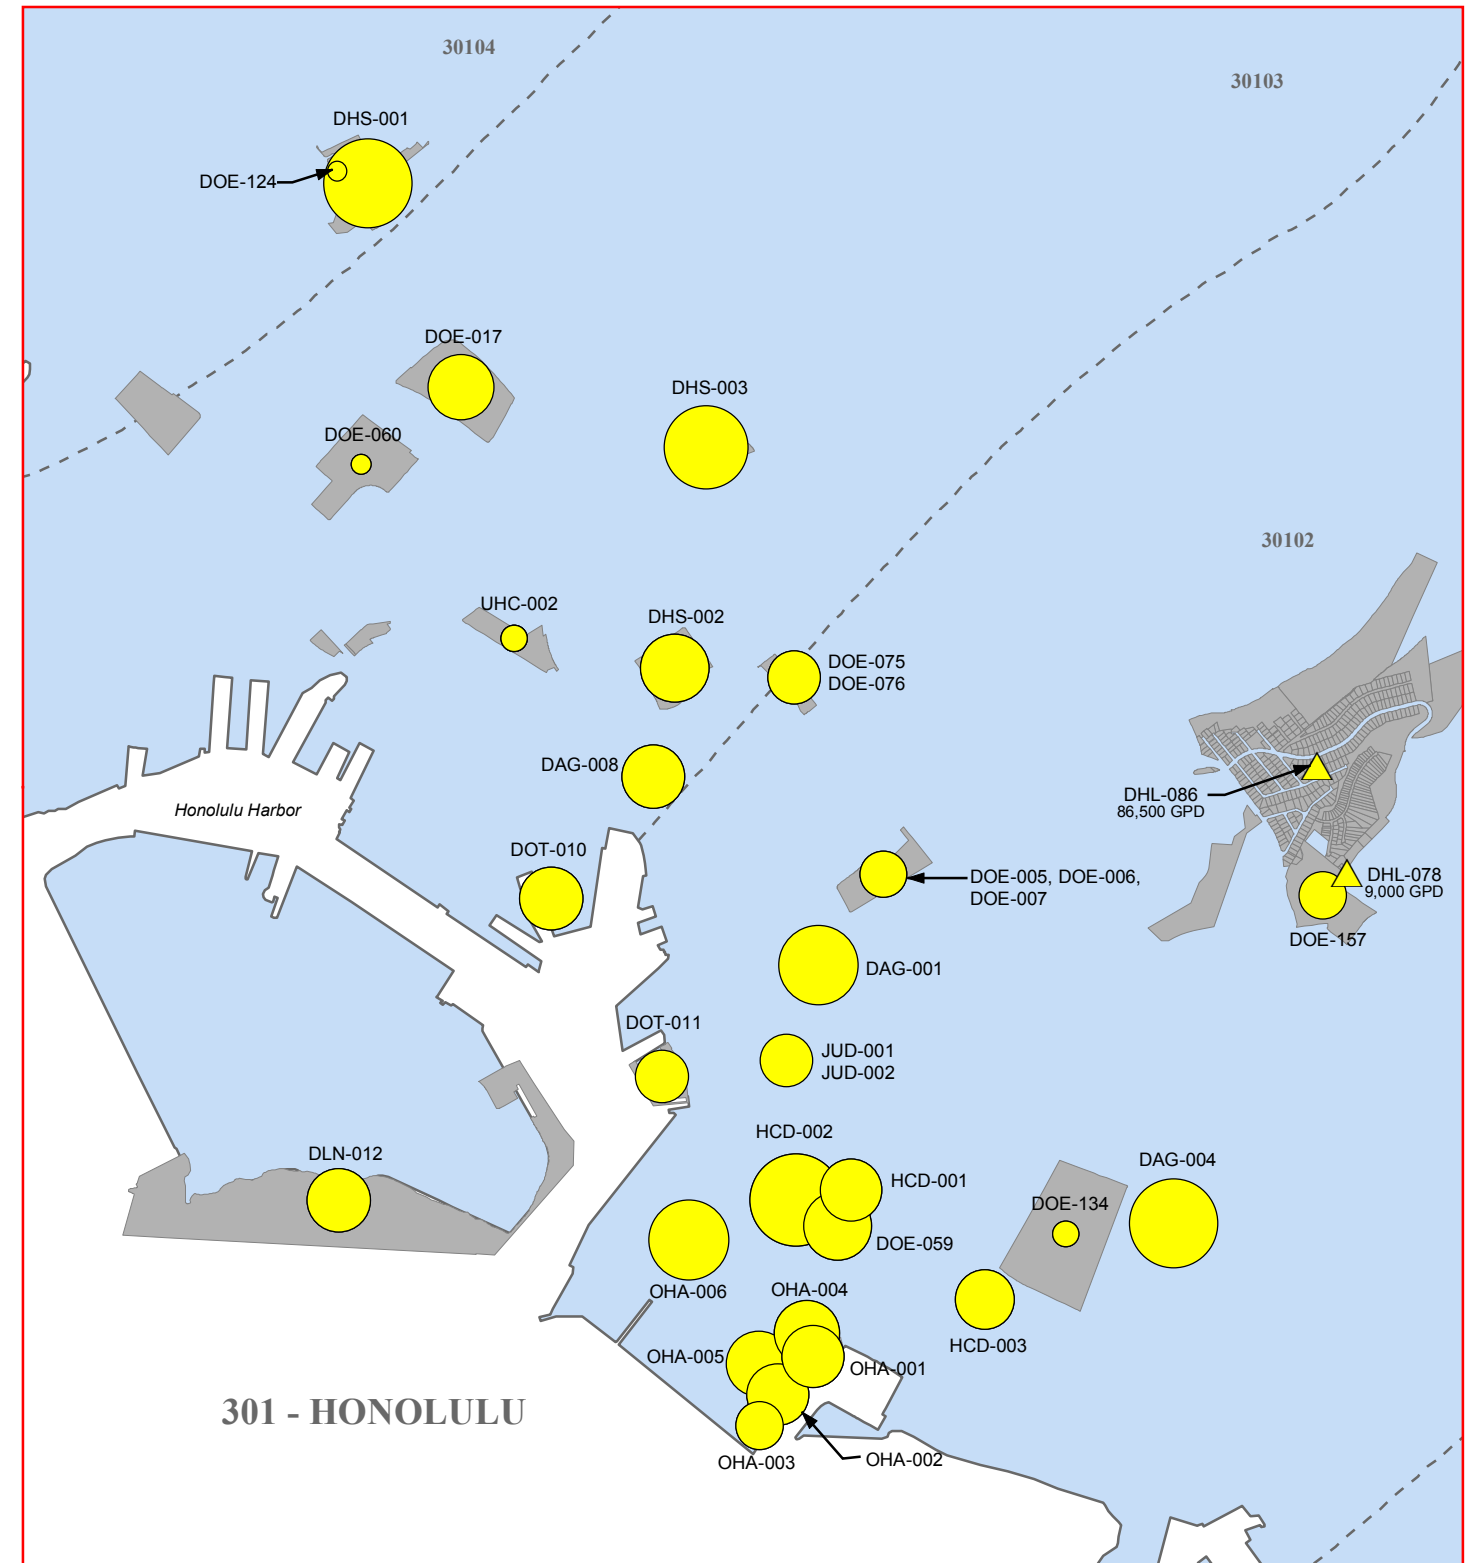 30104
30103
DHS-001
DOE-124
DOE-017
DHS-003
DOE-060
30102
UHC-002
DHS-002
DOE-075
DOE-076
DAG-008
DHL-086
86,500 GPD
Honolulu Harbor
DOT-010
DOE-005, DOE-006,
DOE-007
DHL-078
9,000 GPD
DOE-157
DAG-001
DOT-011
JUD-001
JUD-002
HCD-002
DLN-012
DAG-004
HCD-001
DOE-134
DOE-059
OHA-006
OHA-004
HCD-003
OHA-005
OHA-001
301 - HONOLULU
OHA-003
OHA-002